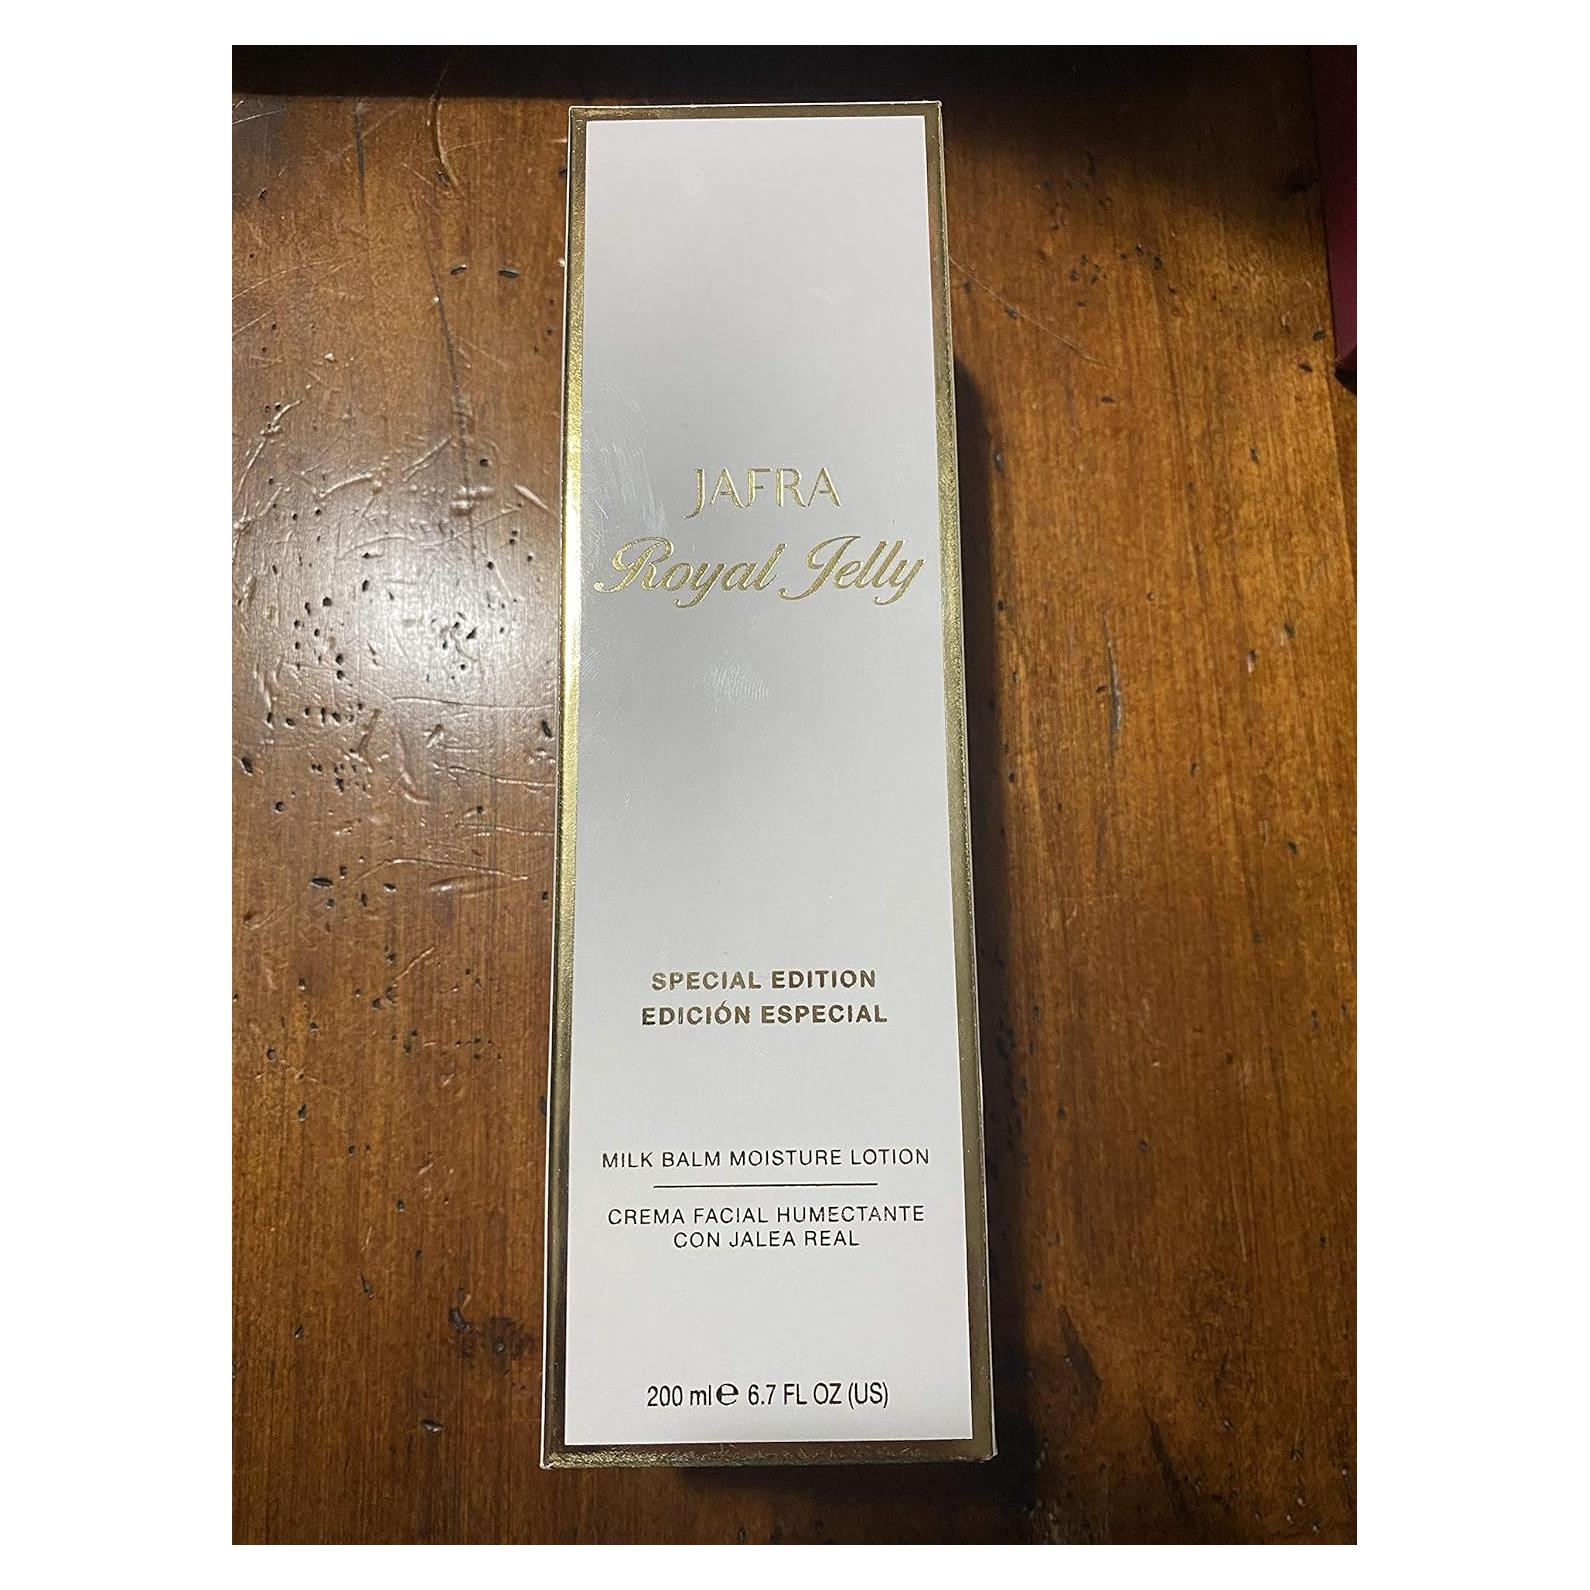 JAFRA
Royal Jelly
SPECIAL EDITION
EDICIÓN ESPECIAL
MILK BALM MOISTURE LOTION
CREMA FACIAL HUMECTANTE
CON JALEA REAL
200 ml℮ 6.7 FL OZ (US)